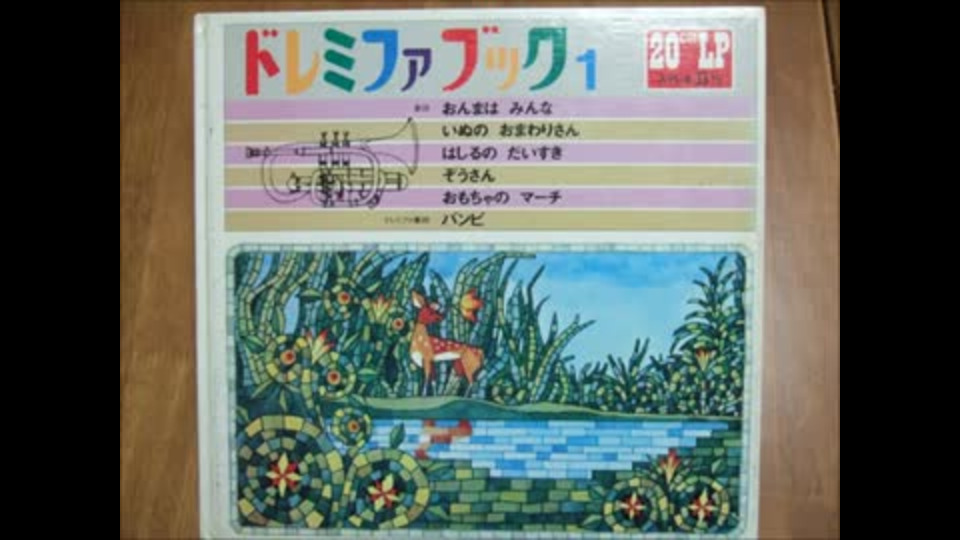 ドレミファブック1
20cm LP
おんまは みんな
いぬの おまわりさん
はしるの だいすき
ぞうさん
おもちゃの マーチ
バンビ